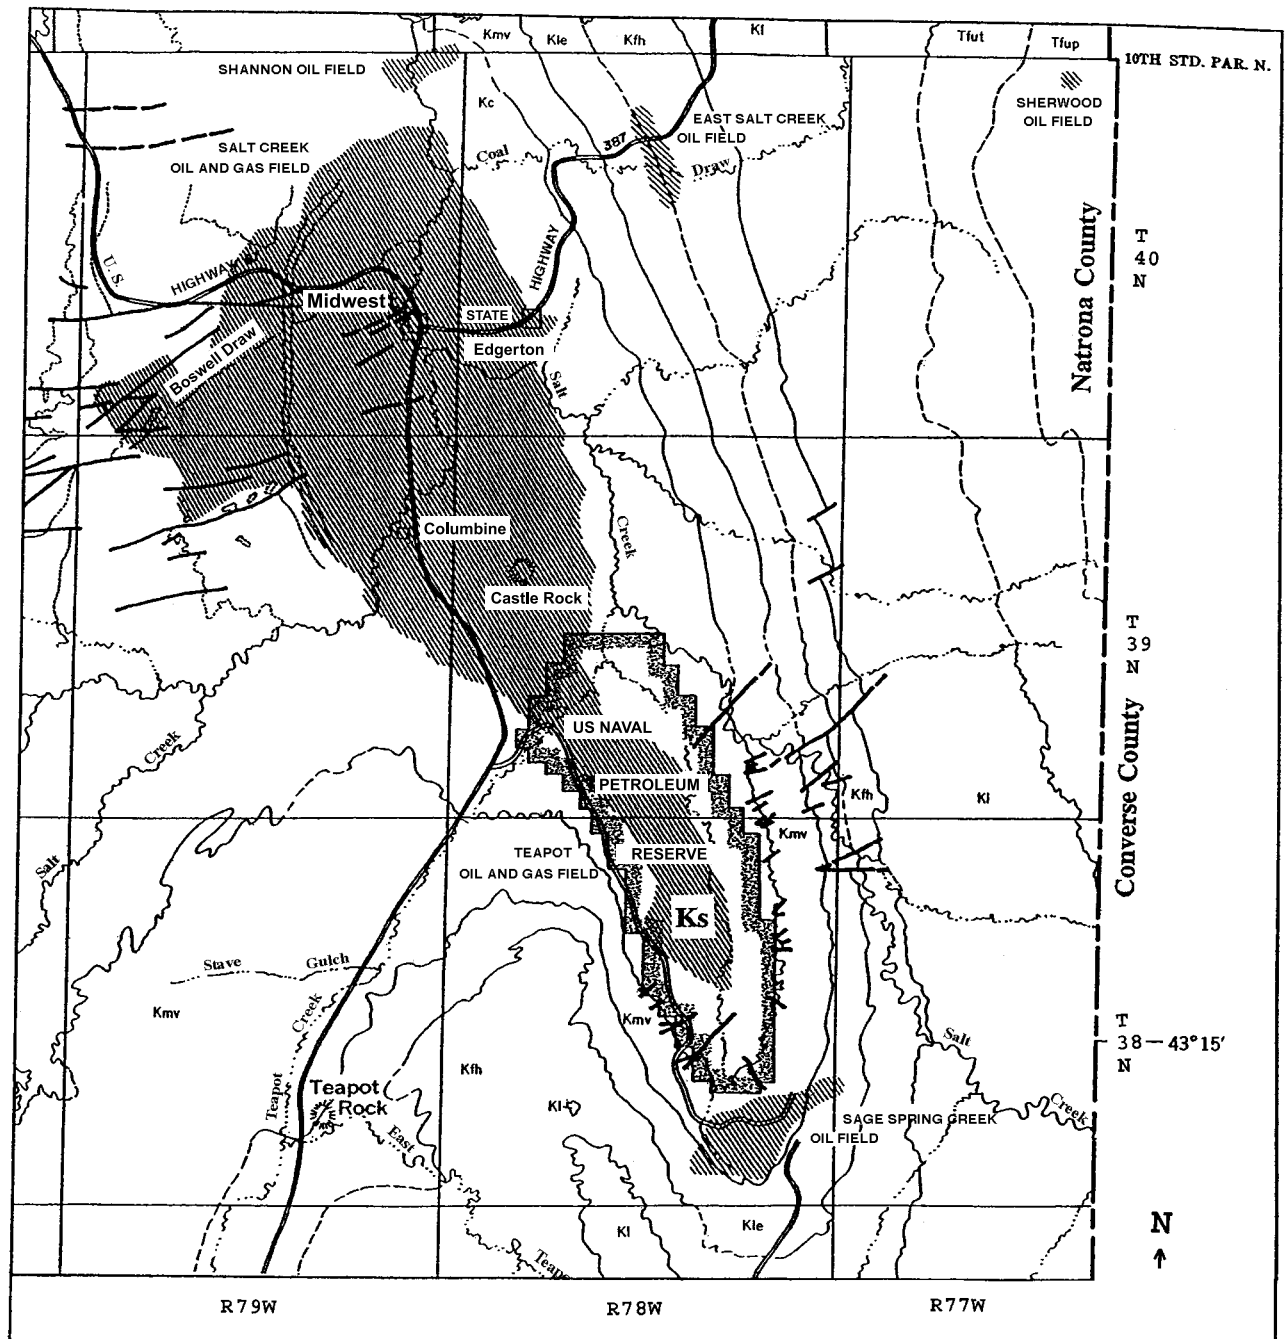 Kmv
Kle
Kfh
Kl
Tfut
Tfup
10TH STD. PAR. N.
SHANNON OIL FIELD
Kc
SHERWOOD
OIL FIELD
EAST SALT CREEK
OIL FIELD
387
SALT CREEK
OIL AND GAS FIELD
Coal
Draw
Natrona County
T
40
N
U.S.
HIGHWAY
HIGHWAY
Midwest
STATE
Edgerton
Boswell Draw
Salt
Creek
Columbine
Castle Rock
T
39
N
US NAVAL
Creek
PETROLEUM
Kfh
Kl
Kmv
Converse County
Salt
TEAPOT
OIL AND GAS FIELD
RESERVE
Ks
Stave Gulch
Kmv
Creek
Kmv
T
38 — 43°15'
N
Salt
Creek
Kfh
Teapot
Teapot
Rock
Kl
East
SAGE SPRING CREEK
OIL FIELD
Kl
Kle
Teapo
N
R79W
R78W
R77W